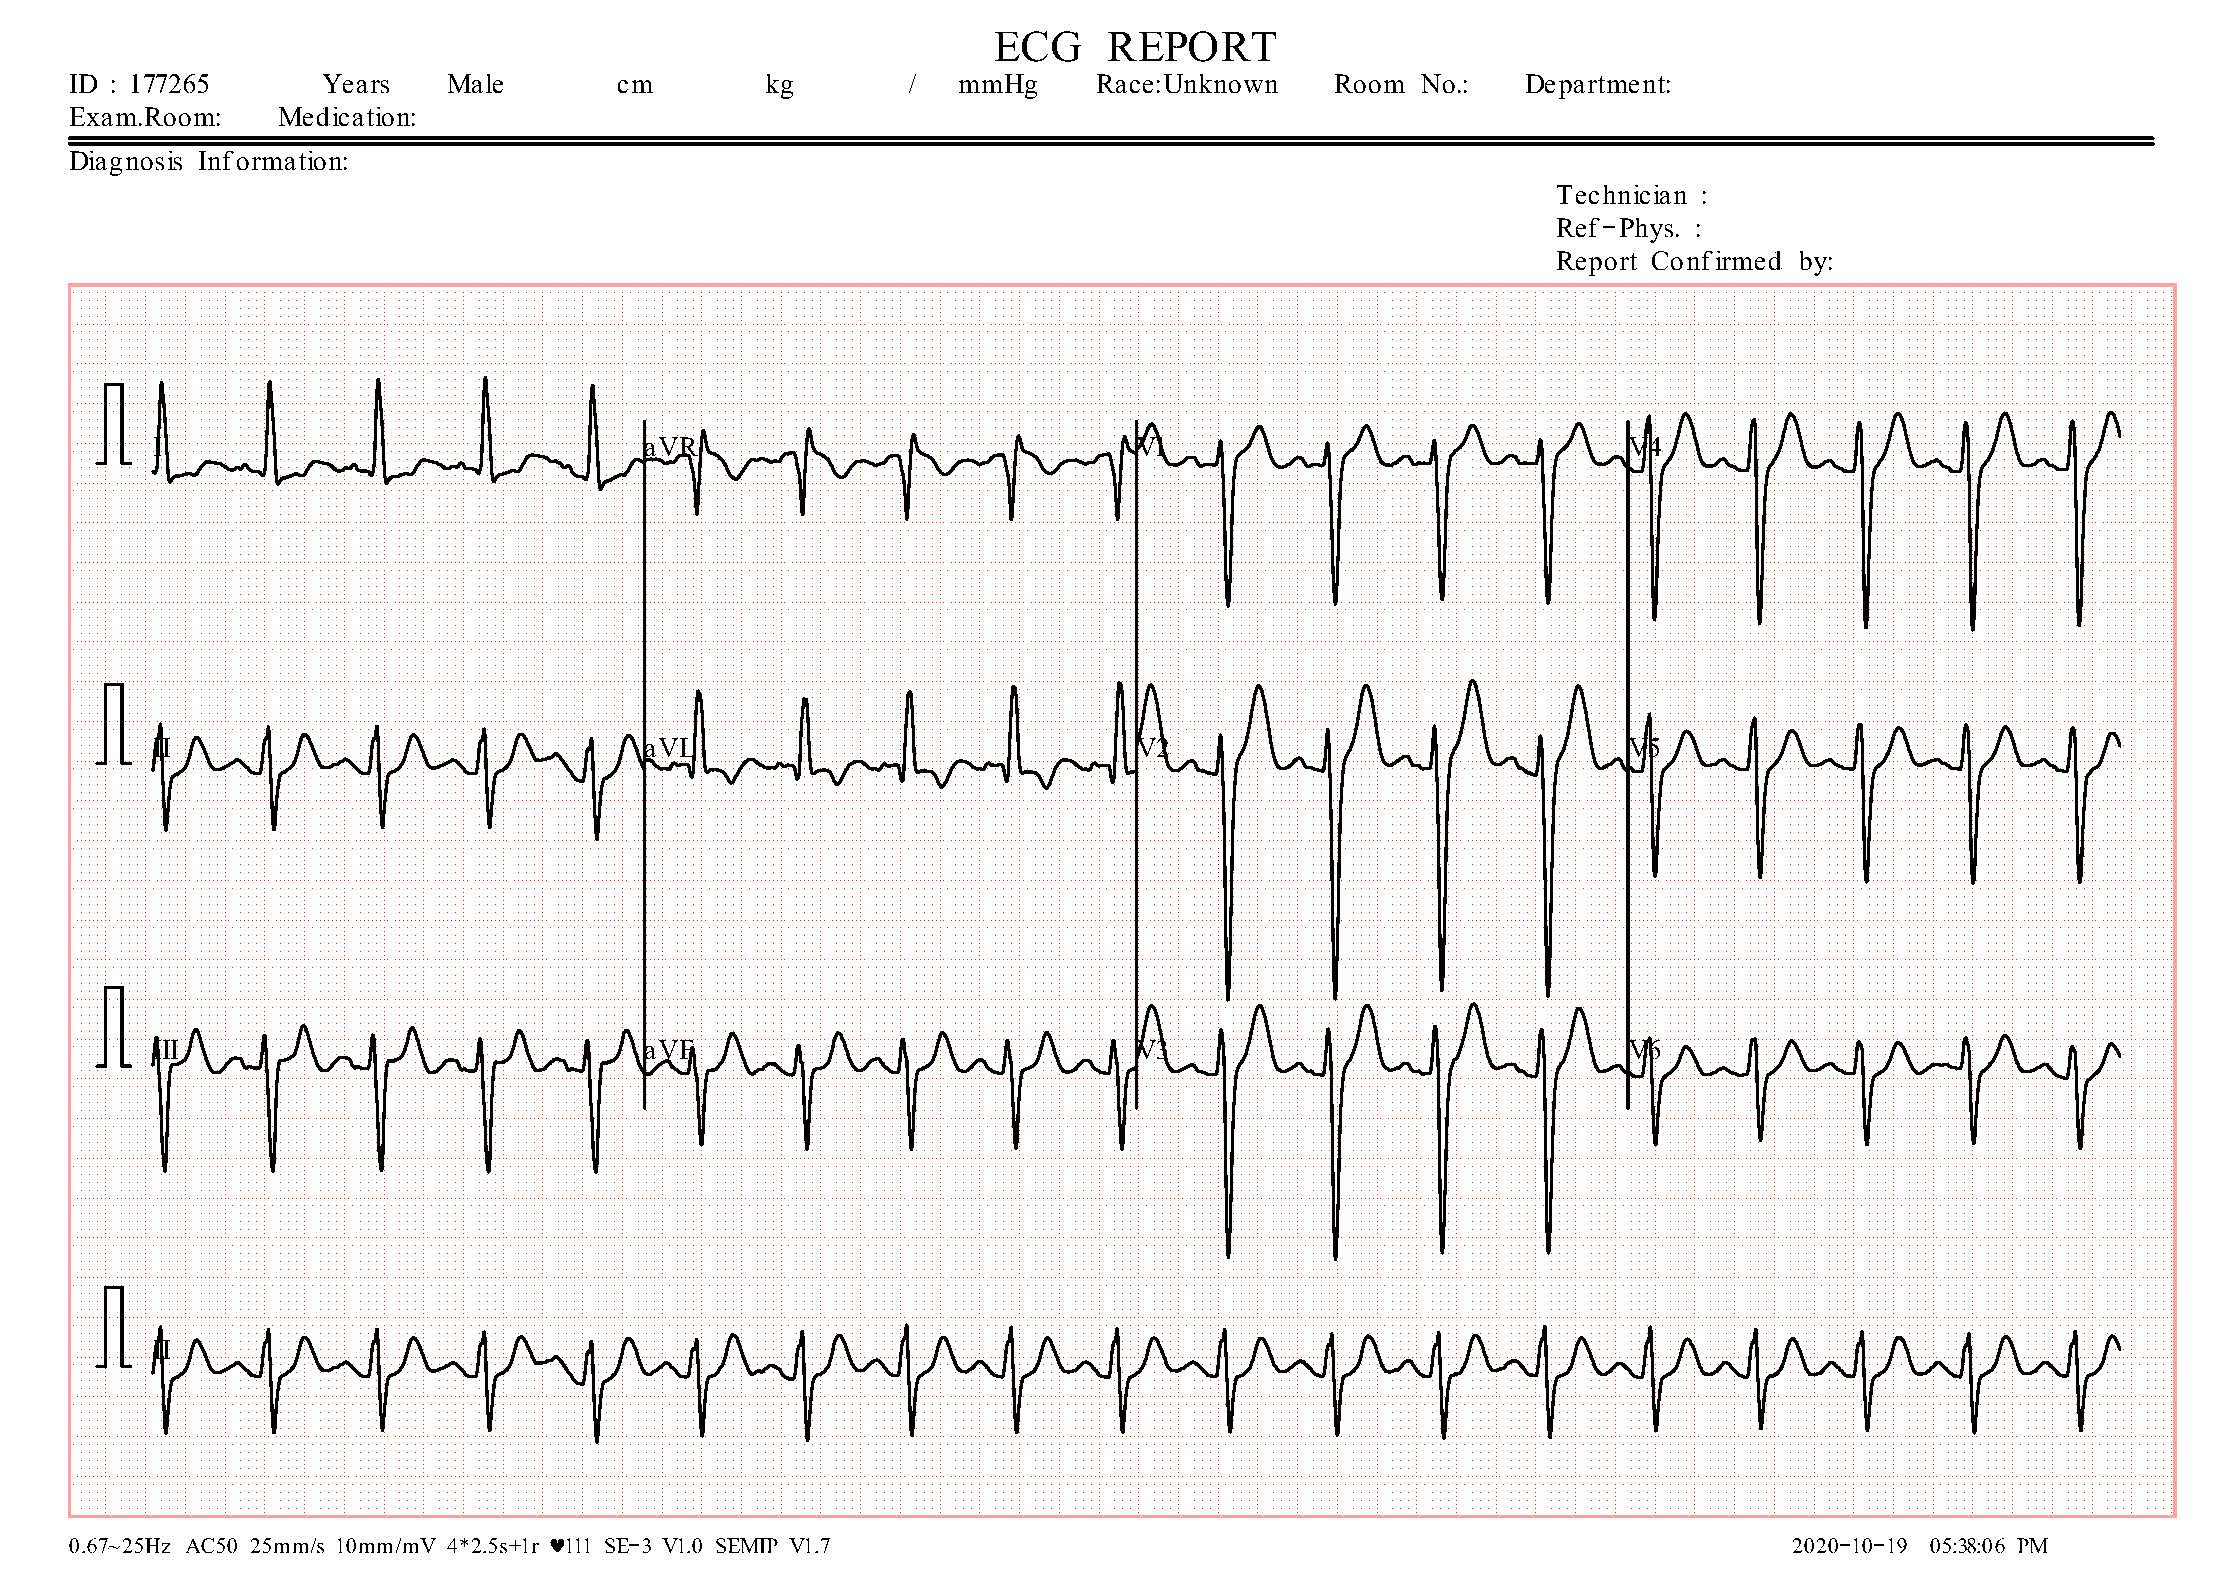 ECG REPORT
ID : 177265 Years Male cm kg / mmHg Race:Unknown Room No.: Department:
Exam.Room: Medication:
Diagnosis Information:
Technician :
Ref-Phys. :
Report Confirmed by:
I aVR V1 V4
II aVL V2 V5
III aVF V3 V6
II
0.67~25Hz AC50 25mm/s 10mm/mV 4*2.5s+1r ♥111 SE-3 V1.0 SEMIP V1.7 2020-10-19 05:38:06 PM